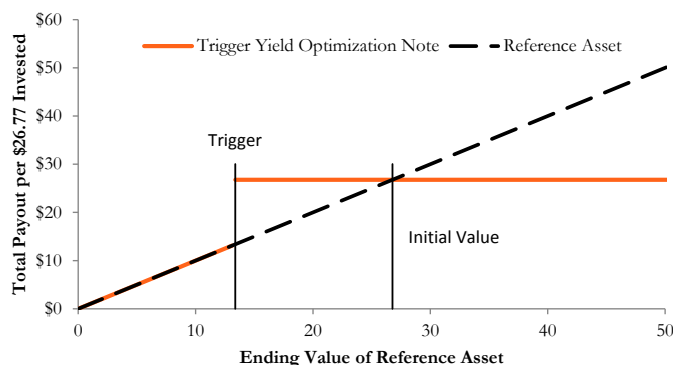 $60
$50
$40
$30
$20
$10
$0
Total Payout per $26.77 Invested
Trigger Yield Optimization Note
Reference Asset
Trigger
Initial Value
0
10
20
30
40
50
Ending Value of Reference Asset